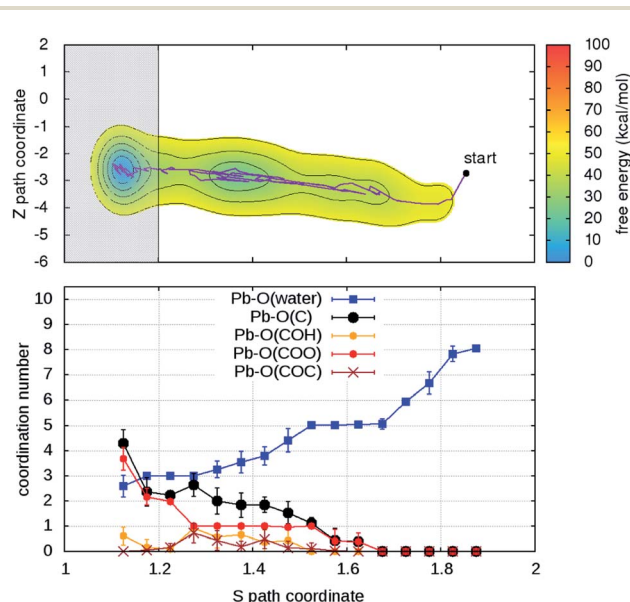 2
1
0
-1
-2
-3
-4
-5
-6
Z path coordinate
start
100
90
80
70
60
50
40
30
20
10
0
free energy (kcal/mol)
10
9
8
7
6
5
4
3
2
1
0
coordination number
Pb-O(water)
Pb-O(C)
Pb-O(COH)
Pb-O(COO)
Pb-O(COC)
1 1.2 1.4 1.6 1.8 2
S path coordinate